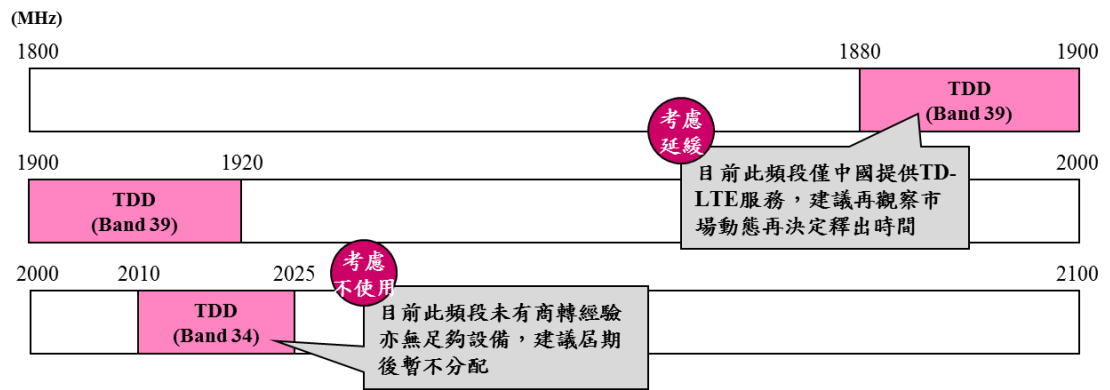 (MHz)
1800
1880
1900
TDD
(Band 39)
考慮
延緩
目前此頻段僅中國提供TD-
LTE服務，建議再觀察市
場動態再決定釋出時間
1900
1920
2000
TDD
(Band 39)
考慮
不使用
2000
2010
2025
2100
TDD
(Band 34)
目前此頻段未有商轉經驗
亦無足夠設備，建議屆期
後暫不分配